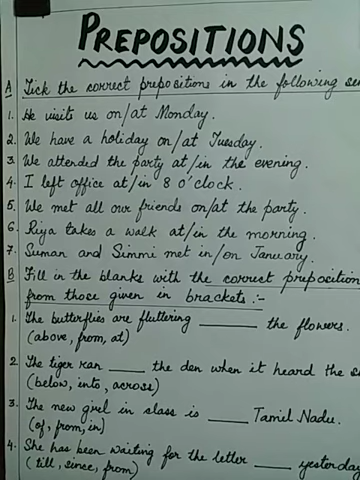 PREPOSITIONS
A Tick the correct prepositions in the following
1. He visits us on/at Monday.
2. We have a holiday on/at Tuesday.
3. We attended the party at/in the evening.
4. I left office at/in 8 o'clock.
5. We met all our friends on/at the party.
6. Riya takes a walk at/in the morning.
7. Suman and Simmi met in/on January.
B Fill in the blanks with the correct preposition
from those given in brackets:-
1. The butterflies are fluttering ______ the flowers.
(above, from, at)
2. The tiger ran ____ the den when it heard the
(below, into, across)
3. The new girl in class is ____ Tamil Nadu.
(of, from, in)
4. She has been waiting for the letter ____ yesterday
(till, since, from)